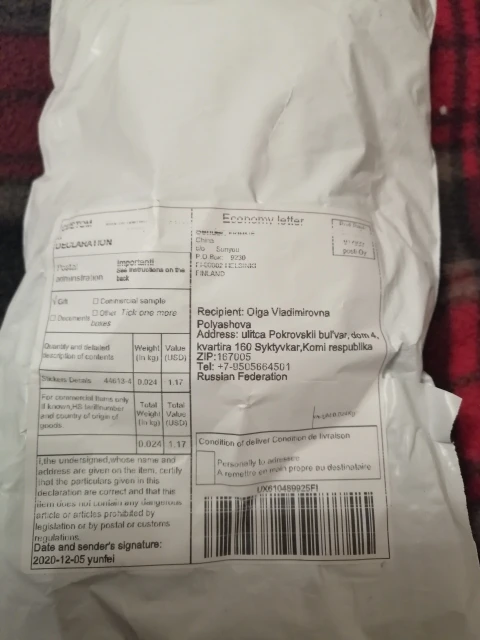 Economy letter
DECLARATION
Important!
See instructions on the
back
administration
China
c/o Sunyou
P.O.Box: 9230
FINLAND
posti Oy
Gift
Commercial sample
Documents
Other Tick one more
boxes
Recipient: Olga Vladimirovna
Polyashova
Address: ulitca Pokrovskii bul'var, dom 4,
kvartira 160 Syktyvkar,Komi respublika
ZIP:167005
Tel: +7-9505664501
Russian Federation
Quantity and detailed
description of contents
Weight
(in kg)
Value
(USD)
Stickers Decals 44613-4 0.024 1.17
For commercial items only
if known,HS tariff number
and country of origin of
goods
Total
Weight
(in kg)
Total
Value
(USD)
0.024 1.17
Condition of deliver Condition de livraison
Personally to adressee
A remettre en main propre au destinataire
I,the undersigned,whose name and
address are given on the item, certify
that the particulars given in this
declaration are correct and that this
item does not contain any dangerous
article or articles prohibited by
legislation or by postal or customs
regulations.
Date and sender's signature:
2020-12-05 yunfei